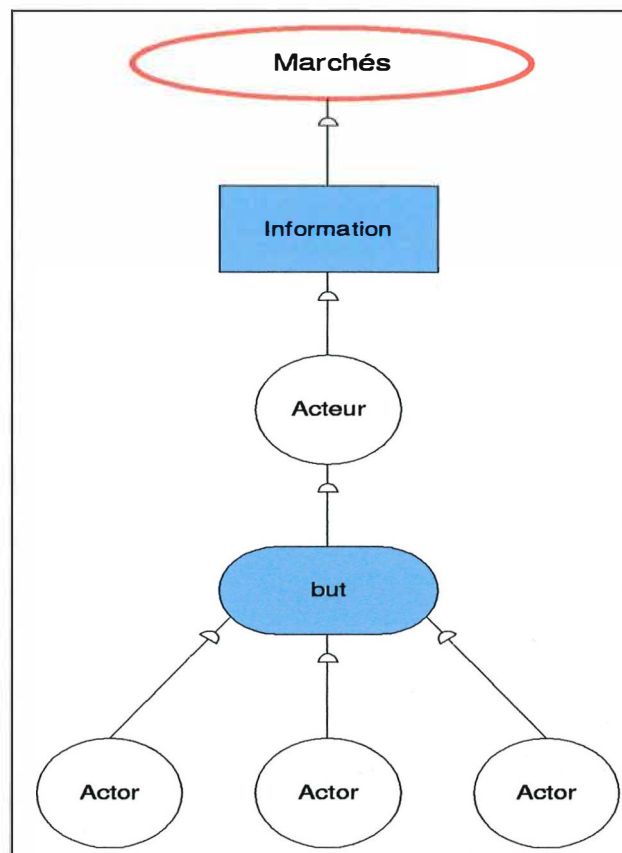 Marchés
Information
Acteur
but
Actor
Actor
Actor